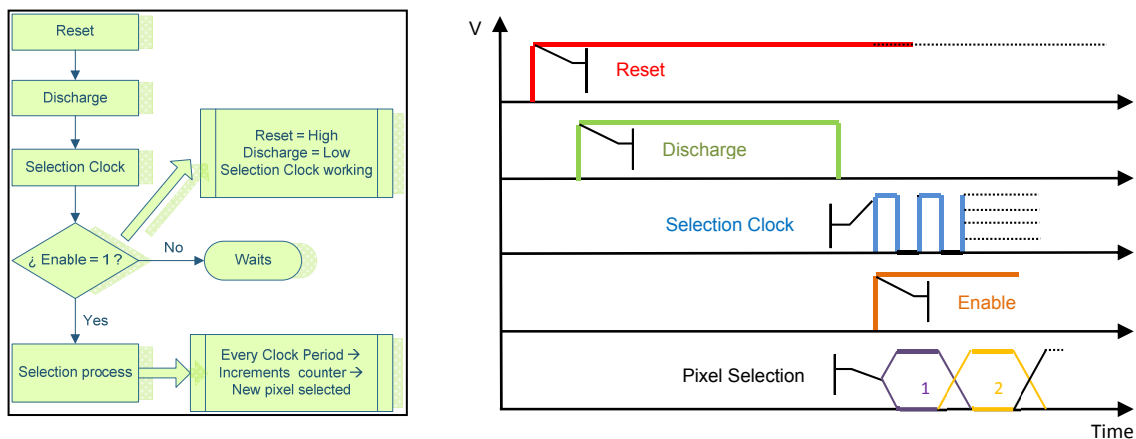 Reset
Discharge
Selection Clock
¿ Enable = 1 ?
No
Waits
Yes
Selection process
Reset = High
Discharge = Low
Selection Clock working
Every Clock Period →
Increments counter →
New pixel selected
V
Reset
Discharge
Selection Clock
Enable
Pixel Selection
1
2
Time